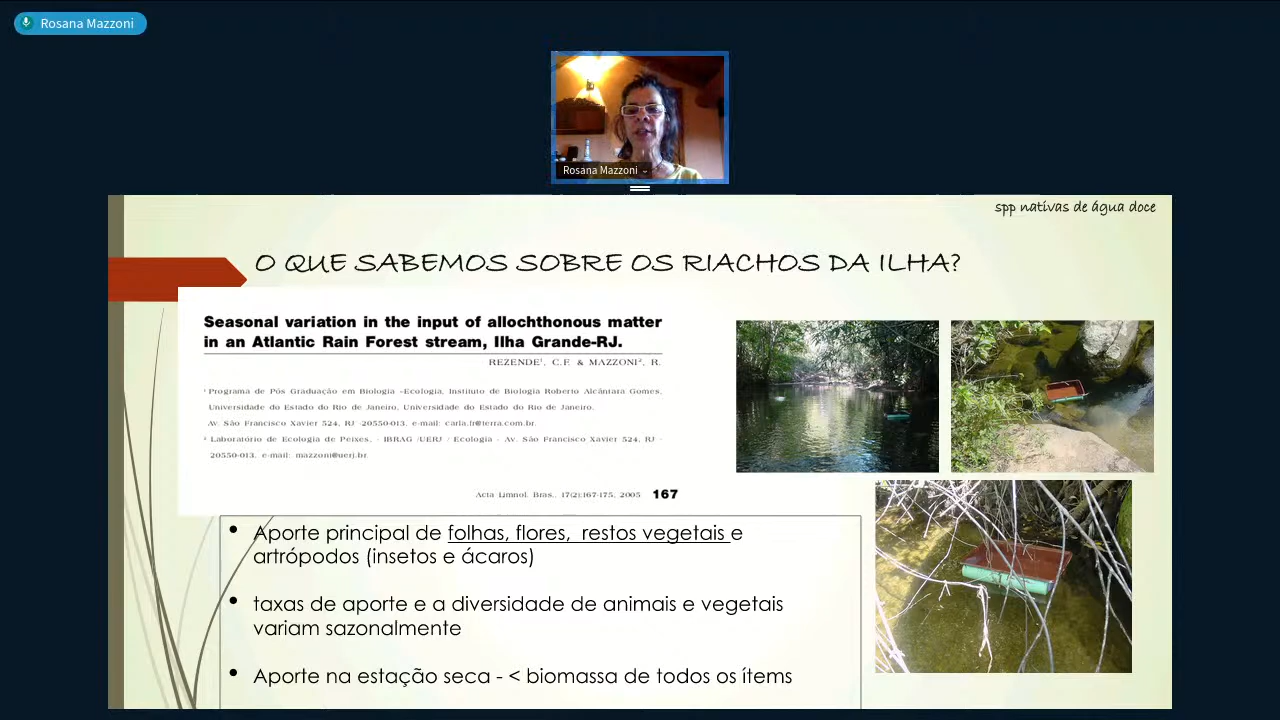 Rosana Mazzoni
Rosana Mazzoni
spp nativas de água doce
O QUE SABEMOS SOBRE OS RIACHOS DA ILHA?
Seasonal variation in the input of allochthonous matter
in an Atlantic Rain Forest stream, Ilha Grande-RJ.
REZENDE¹, C.F. & MAZZONI², R.
¹ Programa de Pós Graduação em Biologia -Ecologia, Instituto de Biologia Roberto Alcântara Gomes,
Universidade do Estado do Rio de Janeiro, Universidade do Estado do Rio de Janeiro.
Av. São Francisco Xavier 524, RJ -20550-013. e-mail: carla.fr@terra.com.br.
² Laboratório de Ecologia de Peixes, - IBRAG /UERJ / Ecologia - Av. São Francisco Xavier 524, RJ -
20550-013. e-mail: mazzoni@uerj.br.
Acta Limnol. Bras., 17(2):167-175, 2005 167
• Aporte principal de folhas, flores, restos vegetais e
artrópodos (insetos e ácaros)
• taxas de aporte e a diversidade de animais e vegetais
variam sazonalmente
• Aporte na estação seca - < biomassa de todos os ítems